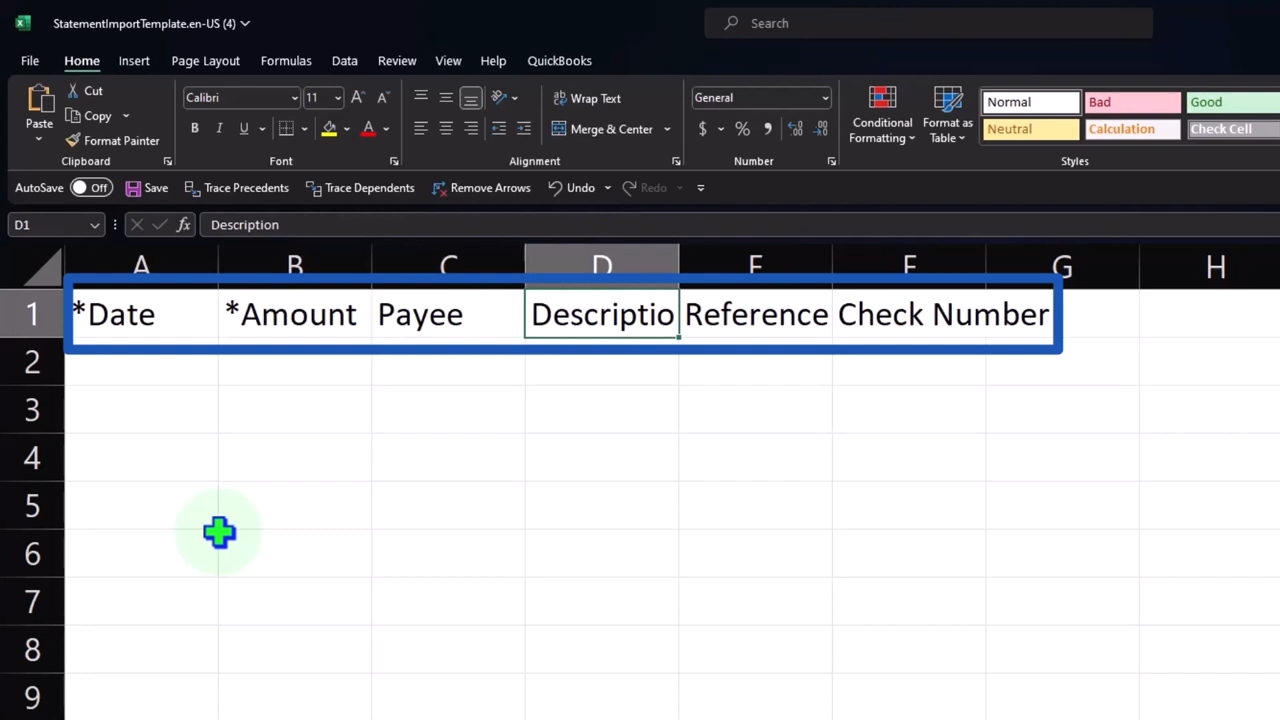 StatementImportTemplate.en-US (4)
Search
File Home Insert Page Layout Formulas Data Review View Help QuickBooks
Paste
Cut
Copy
Format Painter
Clipboard
Calibri 11
B I U
Font
Wrap Text
Merge & Center
Alignment
General
$ % 9
Number
Conditional Formatting
Format as Table
Normal Bad Good
Neutral Calculation Check Cell
Styles
AutoSave Off Save Trace Precedents Trace Dependents Remove Arrows Undo Redo
D1 fx Description
A B C D E F G H
1 *Date *Amount Payee Descriptio Reference Check Number
2
3
4
5
6
7
8
9